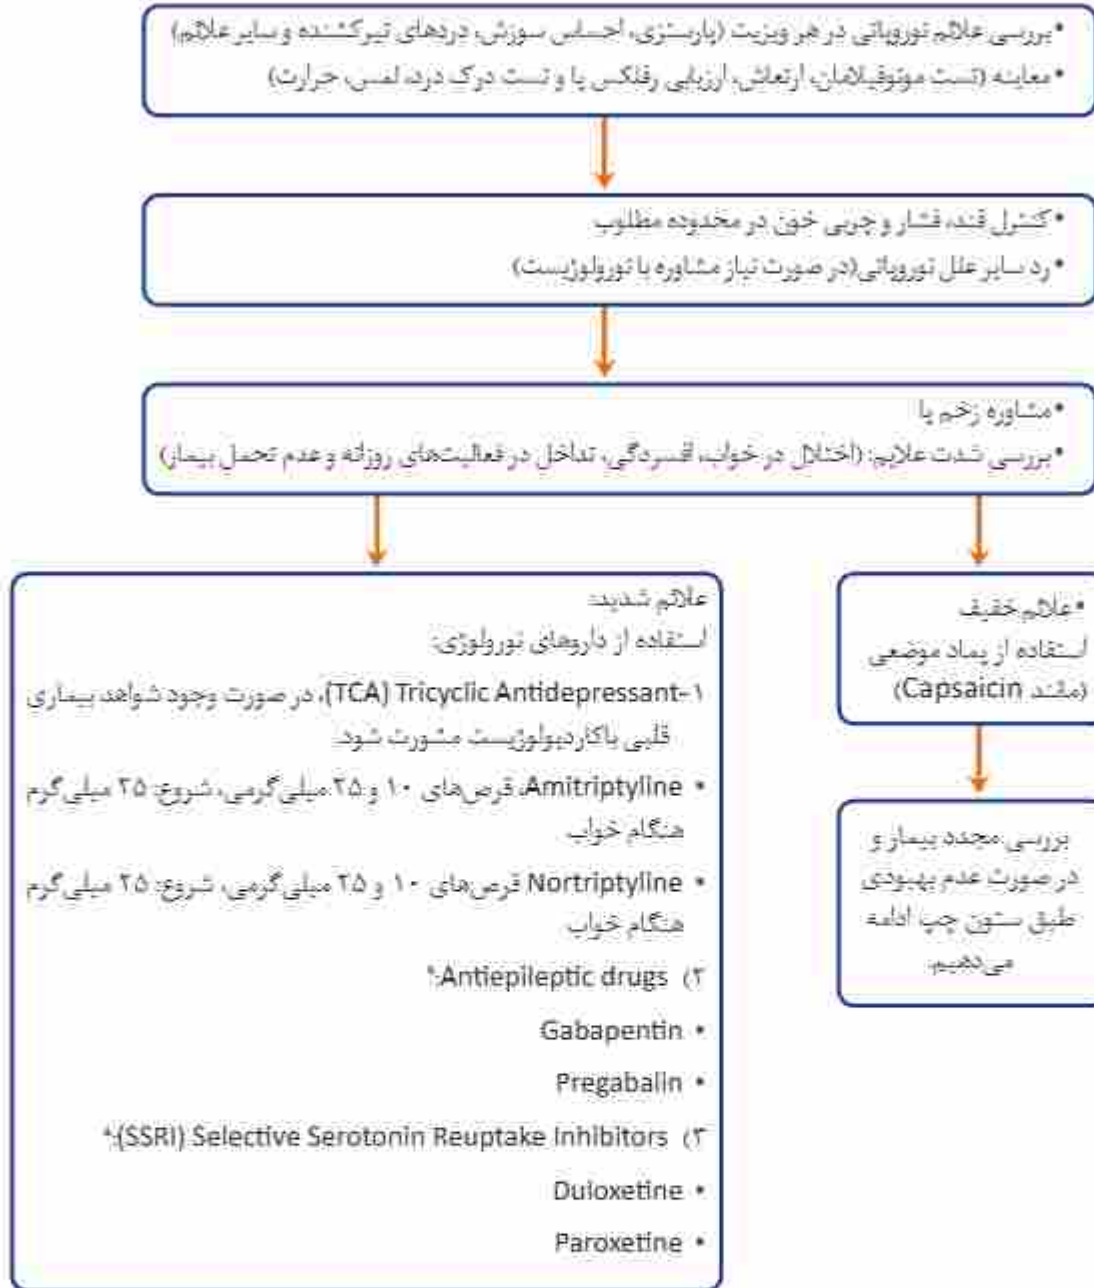 •بررسی علائم نوروپاتی در هر ویزیت (پارستزی، احساس سوزش، دردهای تیرکشنده و سایر علائم)
•معاینه (تست مونوفیلامان، ارتعاش، ارزیابی رفلکس پا و تست درک درد، لمس، حرارت)
•کنترل قند، فشار و چربی خون در محدوده مطلوب
•رد سایر علل نوروپاتی(در صورت نیاز مشاوره با نورولوژیست)
•مشاوره زخم پا
•بررسی شدت علایم: (اختلال در خواب، افسردگی، تداخل در فعالیت‌های روزانه و عدم تحمل بیمار)
•علائم خفیف
استفاده از پماد موضعی
(مانند Capsaicin)
بررسی مجدد بیمار و
در صورت عدم بهبودی
طبق ستون چپ ادامه
می‌دهیم.
علائم شدید:
استفاده از داروهای نورولوژی:
۱-Tricyclic Antidepressant (TCA)، در صورت وجود شواهد بیماری
قلبی باکاردیولوژیست مشورت شود.
• Amitriptyline، قرص‌های ۱۰ و ۲۵ میلی‌گرمی، شروع: ۲۵ میلی‌گرم
هنگام خواب
• Nortriptyline قرص‌های ۱۰ و ۲۵ میلی‌گرمی، شروع: ۲۵ میلی‌گرم
هنگام خواب
۲) Antiepileptic drugs:
• Gabapentin
• Pregabalin
۳) Selective Serotonin Reuptake Inhibitors (SSRI):
• Duloxetine
• Paroxetine